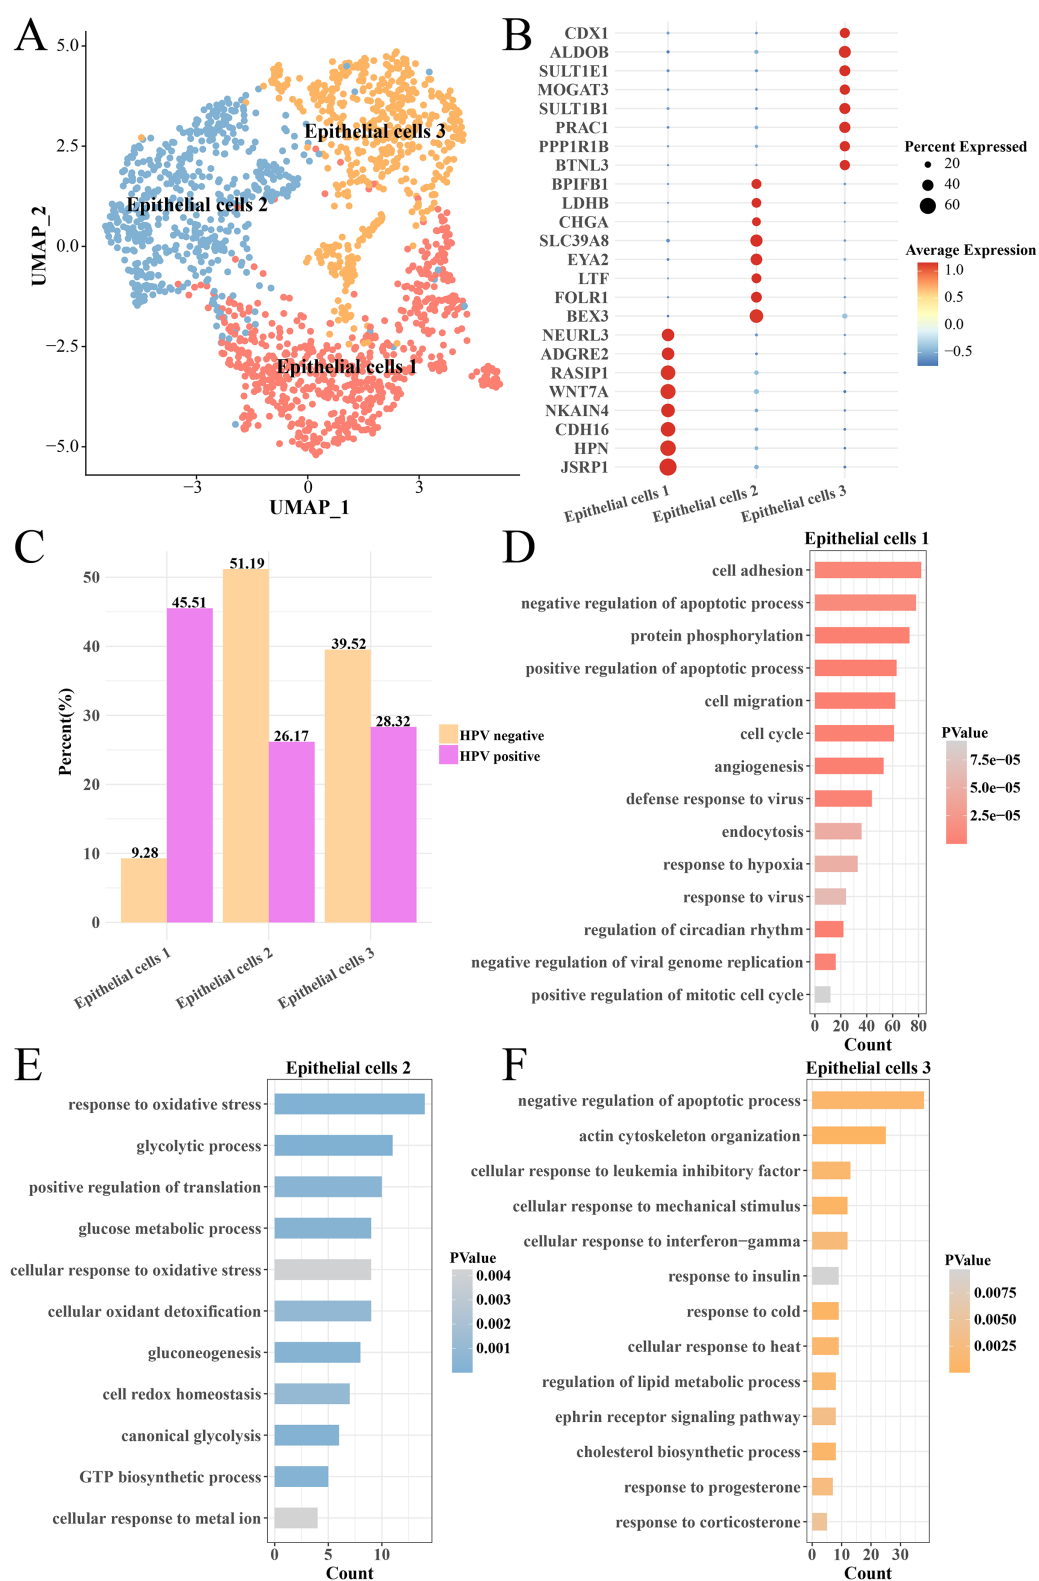 A
5.0
2.5
0.0
−2.5
−5.0
UMAP_2
Epithelial cells 3
Epithelial cells 2
Epithelial cells 1
−3
0
3
UMAP_1
B
CDX1
ALDOB
SULT1E1
MOGAT3
SULT1B1
PRAC1
PPP1R1B
BTNL3
BPIFB1
LDHB
CHGA
SLC39A8
EYA2
LTF
FOLR1
BEX3
NEURL3
ADGRE2
RASIP1
WNT7A
NKAIN4
CDH16
HPN
JSRP1
Epithelial cells 1
Epithelial cells 2
Epithelial cells 3
Percent Expressed
20
40
60
Average Expression
1.0
0.5
0.0
−0.5
C
Percent(%)
50
40
30
20
10
0
9.28
45.51
51.19
26.17
39.52
28.32
Epithelial cells 1
Epithelial cells 2
Epithelial cells 3
HPV negative
HPV positive
D
Epithelial cells 1
cell adhesion
negative regulation of apoptotic process
protein phosphorylation
positive regulation of apoptotic process
cell migration
cell cycle
angiogenesis
defense response to virus
endocytosis
response to hypoxia
response to virus
regulation of circadian rhythm
negative regulation of viral genome replication
positive regulation of mitotic cell cycle
0 20 40 60 80
Count
PValue
7.5e−05
5.0e−05
2.5e−05
E
Epithelial cells 2
response to oxidative stress
glycolytic process
positive regulation of translation
glucose metabolic process
cellular response to oxidative stress
cellular oxidant detoxification
gluconeogenesis
cell redox homeostasis
canonical glycolysis
GTP biosynthetic process
cellular response to metal ion
0 5 10
Count
PValue
0.004
0.003
0.002
0.001
F
Epithelial cells 3
negative regulation of apoptotic process
actin cytoskeleton organization
cellular response to leukemia inhibitory factor
cellular response to mechanical stimulus
cellular response to interferon−gamma
response to insulin
response to cold
cellular response to heat
regulation of lipid metabolic process
ephrin receptor signaling pathway
cholesterol biosynthetic process
response to progesterone
response to corticosterone
0 10 20 30
Count
PValue
0.0075
0.0050
0.0025